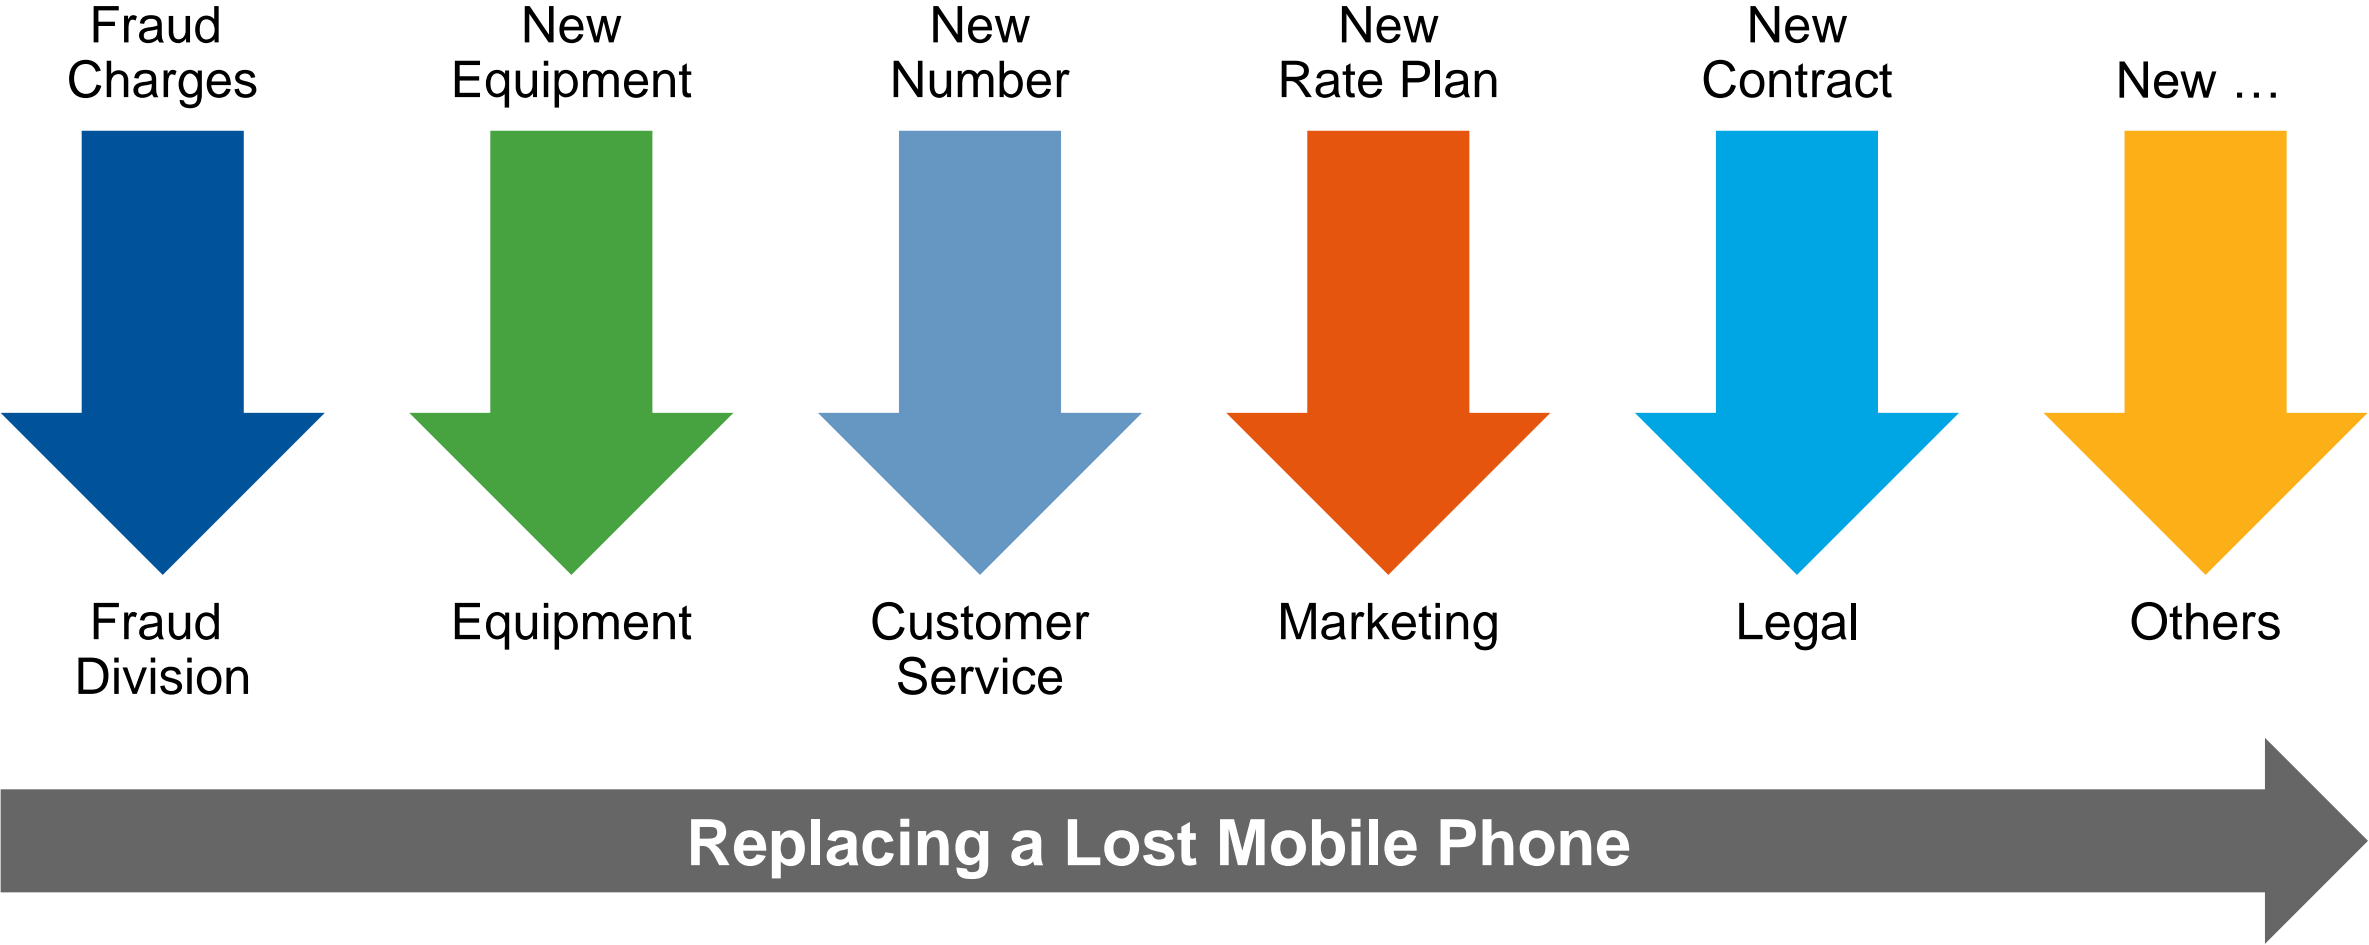 Fraud
Charges
New
Equipment
New
Number
New
Rate Plan
New
Contract
New …
Fraud
Division
Equipment
Customer
Service
Marketing
Legal
Others
Replacing a Lost Mobile Phone